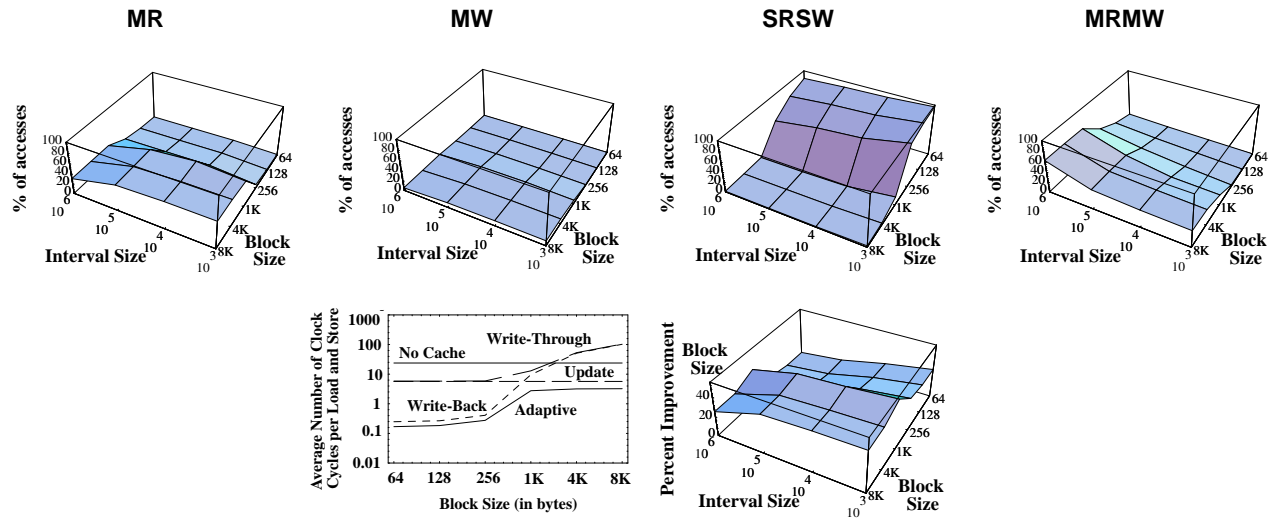 MR MW SRSW MRMW
% of accesses
100
80
60
40
20
0
6
10
5
10
4
10
3
10
Interval Size
64
128
256
1K
4K
8K
Block
Size
% of accesses
100
80
60
40
20
0
6
10
5
10
4
10
3
10
Interval Size
64
128
256
1K
4K
8K
Block
Size
% of accesses
100
80
60
40
20
0
6
10
5
10
4
10
3
10
Interval Size
64
128
256
1K
4K
8K
Block
Size
% of accesses
100
80
60
40
20
0
6
10
5
10
4
10
3
10
Interval Size
64
128
256
1K
4K
8K
Block
Size
Average Number of Clock
Cycles per Load and Store
1000
100
10
1
0.1
0.01
Write-Through
No Cache
Update
Write-Back
Adaptive
64 128 256 1K 4K 8K
Block Size (in bytes)
Percent Improvement
Block
Size
40
20
0
6
10
5
10
4
10
3
10
Interval Size
64
128
256
1K
4K
8K
Block
Size